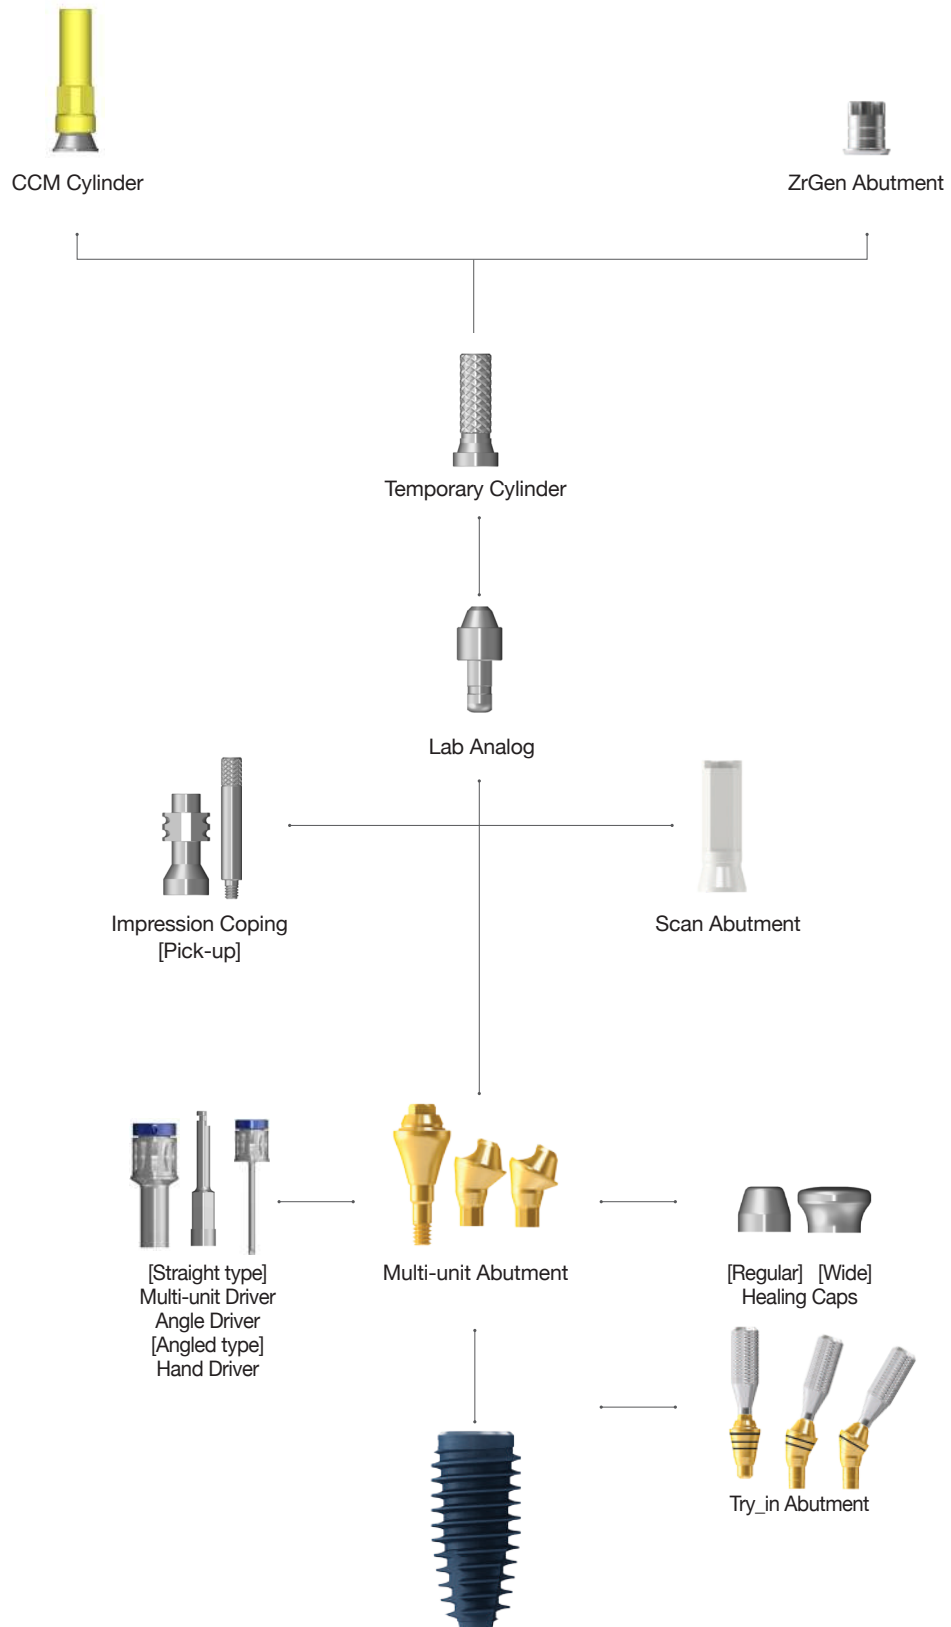 CCM Cylinder
ZrGen Abutment
Temporary Cylinder
Lab Analog
Impression Coping
[Pick-up]
Scan Abutment
[Straight type]
Multi-unit Driver
Angle Driver
[Angled type]
Hand Driver
Multi-unit Abutment
[Regular] [Wide]
Healing Caps
Try_in Abutment